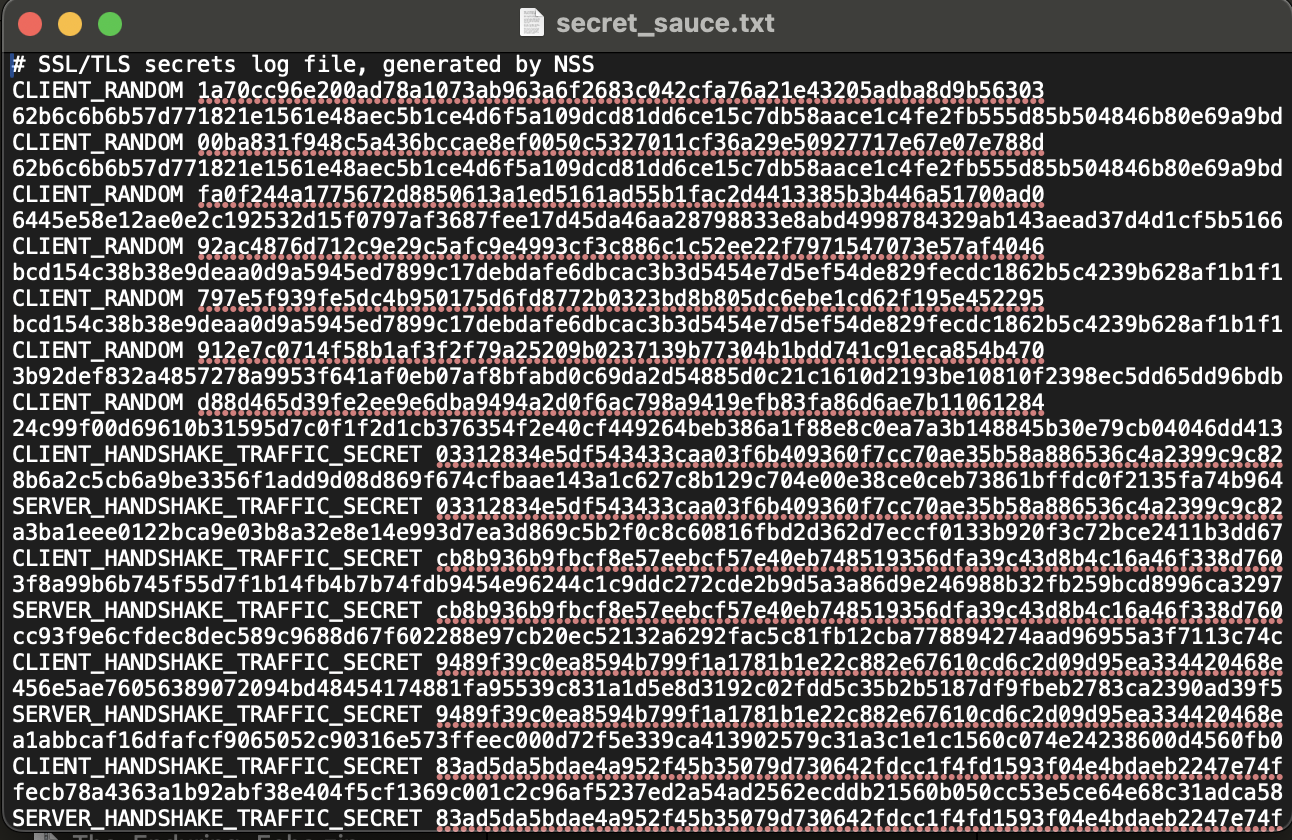 secret_sauce.txt
# SSL/TLS secrets log file, generated by NSS
CLIENT_RANDOM 1a70cc96e200ad78a1073ab963a6f2683c042cfa76a21e43205adba8d9b56303
62b6c6b6b57d771821e1561e48aec5b1ce4d6f5a109dcd81dd6ce15c7db58aace1c4fe2fb555d85b504846b80e69a9bd
CLIENT_RANDOM 00ba831f948c5a436bccae8ef0050c5327011cf36a29e50927717e67e07e788d
62b6c6b6b57d771821e1561e48aec5b1ce4d6f5a109dcd81dd6ce15c7db58aace1c4fe2fb555d85b504846b80e69a9bd
CLIENT_RANDOM fa0f244a1775672d8850613a1ed5161ad55b1fac2d4413385b3b446a51700ad0
6445e58e12ae0e2c192532d15f0797af3687fee17d45da46aa28798833e8abd4998784329ab143aead37d4d1cf5b5166
CLIENT_RANDOM 92ac4876d712c9e29c5afc9e4993cf3c886c1c52ee22f7971547073e57af4046
bcd154c38b38e9deaa0d9a5945ed7899c17debdafe6dbcac3b3d5454e7d5ef54de829fecdc1862b5c4239b628af1b1f1
CLIENT_RANDOM 797e5f939fe5dc4b950175d6fd8772b0323bd8b805dc6ebe1cd62f195e452295
bcd154c38b38e9deaa0d9a5945ed7899c17debdafe6dbcac3b3d5454e7d5ef54de829fecdc1862b5c4239b628af1b1f1
CLIENT_RANDOM 912e7c0714f58b1af3f2f79a25209b0237139b77304b1bdd741c91eca854b470
3b92def832a4857278a9953f641af0eb07af8bfabd0c69da2d54885d0c21c1610d2193be10810f2398ec5dd65dd96bdb
CLIENT_RANDOM d88d465d39fe2ee9e6dba9494a2d0f6ac798a9419efb83fa86d6ae7b11061284
24c99f00d69610b31595d7c0f1f2d1cb376354f2e40cf449264beb386a1f88e8c0ea7a3b148845b30e79cb04046dd413
CLIENT_HANDSHAKE_TRAFFIC_SECRET 03312834e5df543433caa03f6b409360f7cc70ae35b58a886536c4a2399c9c82
8b6a2c5cb6a9be3356f1add9d08d869f674cfbaae143a1c627c8b129c704e00e38ce0ceb73861bffdc0f2135fa74b964
SERVER_HANDSHAKE_TRAFFIC_SECRET 03312834e5df543433caa03f6b409360f7cc70ae35b58a886536c4a2399c9c82
a3ba1eee0122bca9e03b8a32e8e14e993d7ea3d869c5b2f0c8c60816fbd2d362d7eccf0133b920f3c72bce2411b3dd67
CLIENT_HANDSHAKE_TRAFFIC_SECRET cb8b936b9fbcf8e57eebcf57e40eb748519356dfa39c43d8b4c16a46f338d760
3f8a99b6b745f55d7f1b14fb4b7b74fdb9454e96244c1c9ddc272cde2b9d5a3a86d9e246988b32fb259bcd8996ca3297
SERVER_HANDSHAKE_TRAFFIC_SECRET cb8b936b9fbcf8e57eebcf57e40eb748519356dfa39c43d8b4c16a46f338d760
cc93f9e6cfdec8dec589c9688d67f602288e97cb20ec52132a6292fac5c81fb12cba778894274aad96955a3f7113c74c
CLIENT_HANDSHAKE_TRAFFIC_SECRET 9489f39c0ea8594b799f1a1781b1e22c882e67610cd6c2d09d95ea334420468e
456e5ae76056389072094bd48454174881fa95539c831a1d5e8d3192c02fdd5c35b2b5187df9fbeb2783ca2390ad39f5
SERVER_HANDSHAKE_TRAFFIC_SECRET 9489f39c0ea8594b799f1a1781b1e22c882e67610cd6c2d09d95ea334420468e
a1abbcaf16dfafcf9065052c90316e573ffeec000d72f5e339ca413902579c31a3c1e1c1560c074e24238600d4560fb0
CLIENT_HANDSHAKE_TRAFFIC_SECRET 83ad5da5bdae4a952f45b35079d730642fdcc1f4fd1593f04e4bdaeb2247e74f
fecb78a4363a1b92abf38e404f5cf1369c001c2c96af5237ed2a54ad2562ecddb21560b050cc53e5ce64e68c31adca58
SERVER_HANDSHAKE_TRAFFIC_SECRET 83ad5da5bdae4a952f45b35079d730642fdcc1f4fd1593f04e4bdaeb2247e74f